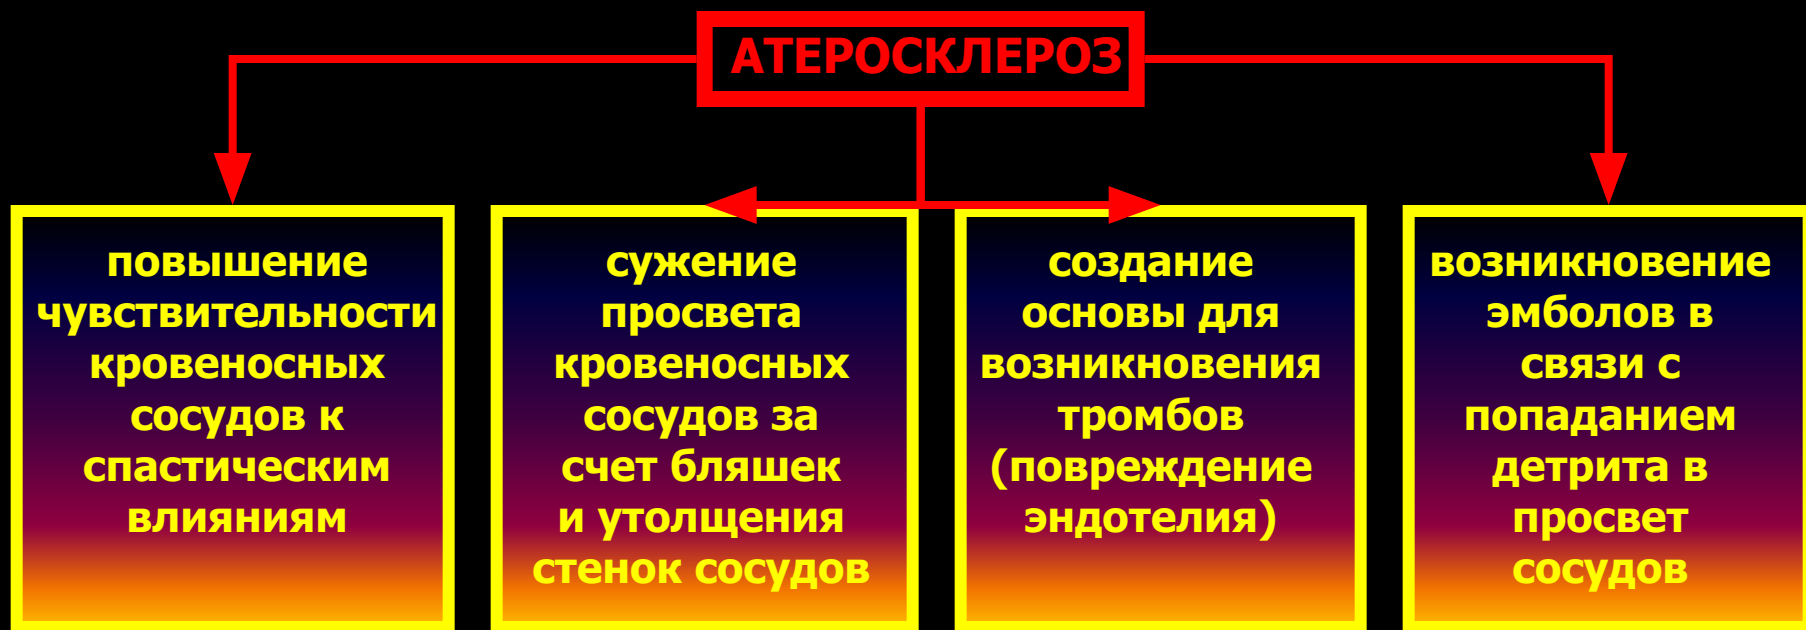 АТЕРОСКЛЕРОЗ
повышение
чувствительности
кровеносных
сосудов к
спастическим
влияниям
сужение
просвета
кровеносных
сосудов за
счет бляшек
и утолщения
стенок сосудов
создание
основы для
возникновения
тромбов
(повреждение
эндотелия)
возникновение
эмболов в
связи с
попаданием
детрита в
просвет
сосудов